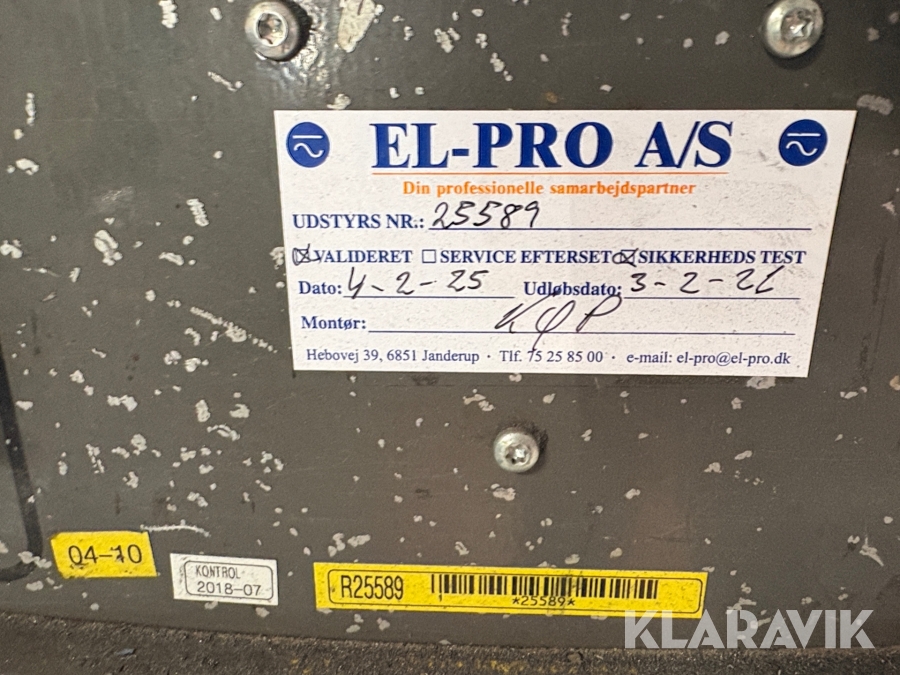 EL-PRO A/S
Din professionelle samarbejdspartner
UDSTYRS NR.: 25589
VALIDERET SERVICE EFTERSET SIKKERHEDS TEST
Dato: 4-2-25 Udløbsdato: 3-2-26
Montør: KØP
Hebovej 39, 6851 Janderup · Tlf. 75 25 85 00 · e-mail: el-pro@el-pro.dk
04-10
KONTROL
2018-07
R25589
*25589*
KLARAVIK